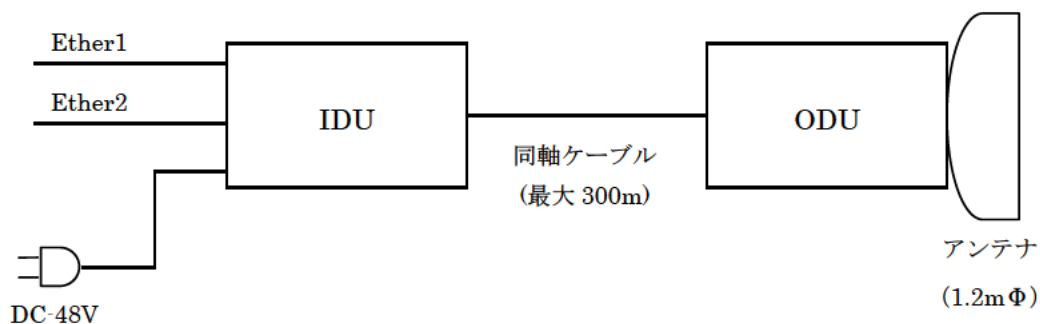 Ether1
Ether2
IDU
ODU
同軸ケーブル
(最大 300m)
アンテナ
(1.2mΦ)
DC-48V